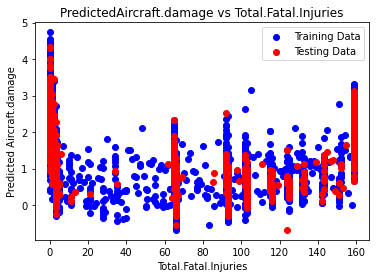 PredictedAircraft.damage vs Total.Fatal.Injuries
Training Data
Testing Data
Predicted Aircraft.damage
5
4
3
2
1
0
0 20 40 60 80 100 120 140 160
Total.Fatal.Injuries